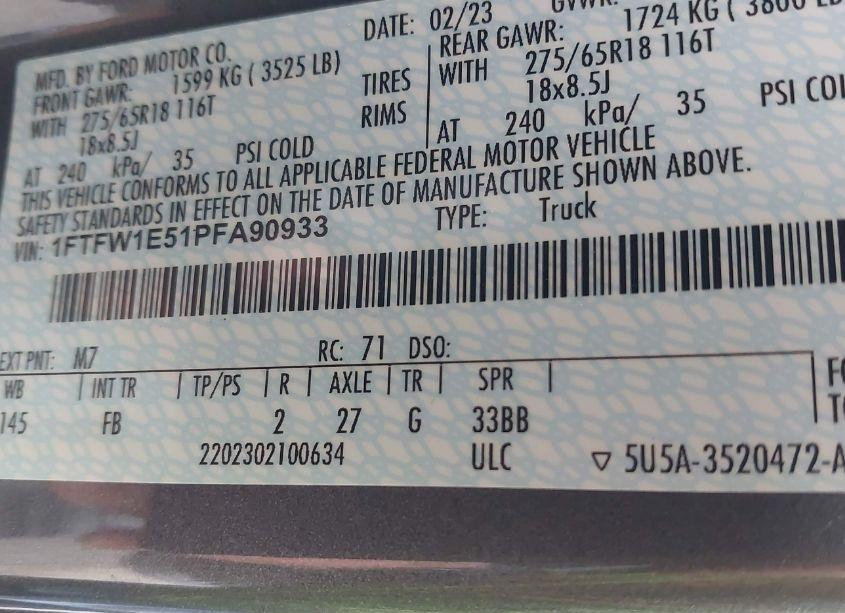 DATE: 02/23 GVWR:
MFD. BY FORD MOTOR CO.
FRONT GAWR: 1599 KG ( 3525 LB)
WITH 275/65R18 116T TIRES
18x8.5J RIMS
AT 240 kPa/ 35 PSI COLD
1724 KG ( 3800 LB
REAR GAWR:
WITH 275/65R18 116T
18x8.5J
AT 240 kPa/ 35 PSI COL
THIS VEHICLE CONFORMS TO ALL APPLICABLE FEDERAL MOTOR VEHICLE
SAFETY STANDARDS IN EFFECT ON THE DATE OF MANUFACTURE SHOWN ABOVE.
VIN: 1FTFW1E51PFA90933 TYPE: Truck
EXT PNT: M7 RC: 71 DSO:
WB | INT TR | TP/PS | R | AXLE | TR | SPR |
145 FB 2 27 G 33BB
2202302100634 ULC ▽ 5U5A-3520472-A